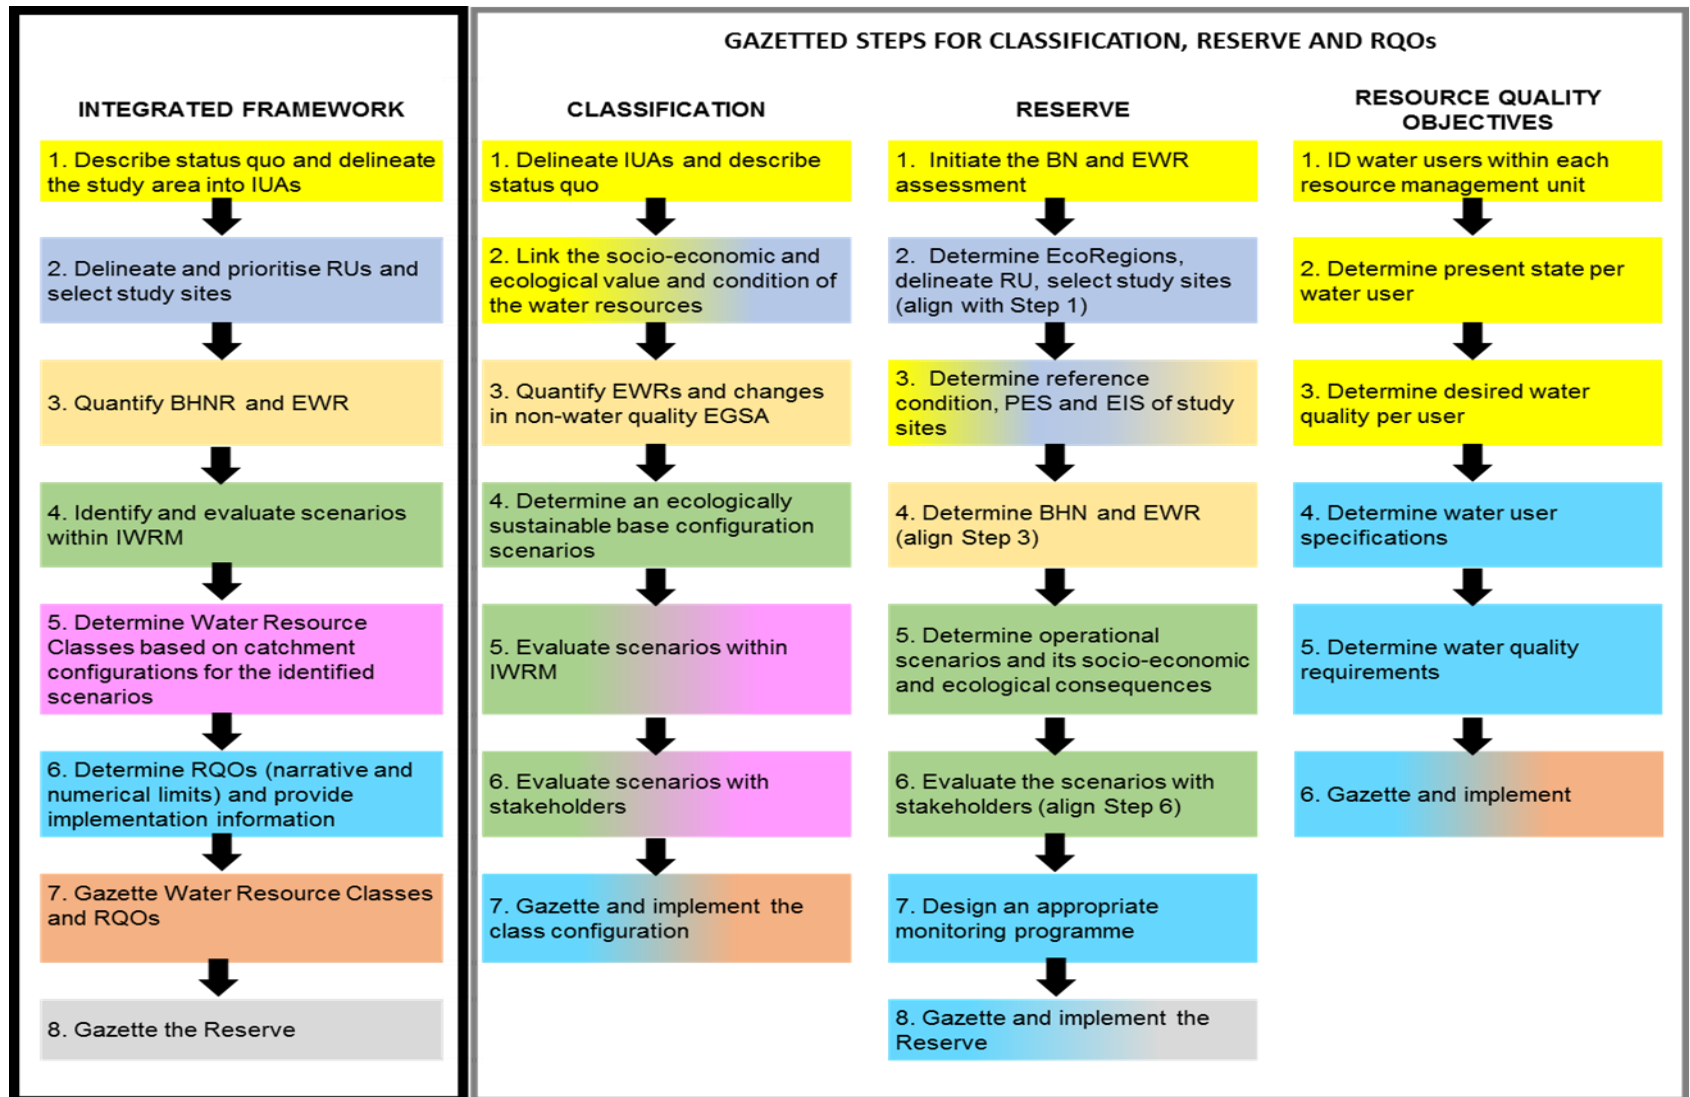 GAZETTED STEPS FOR CLASSIFICATION, RESERVE AND RQOs
INTEGRATED FRAMEWORK
1. Describe status quo and delineate
the study area into IUAs
2. Delineate and prioritise RUs and
select study sites
3. Quantify BHNR and EWR
4. Identify and evaluate scenarios
within IWRM
5. Determine Water Resource
Classes based on catchment
configurations for the identified
scenarios
6. Determine RQOs (narrative and
numerical limits) and provide
implementation information
7. Gazette Water Resource Classes
and RQOs
8. Gazette the Reserve
CLASSIFICATION
1. Delineate IUAs and describe
status quo
2. Link the socio-economic and
ecological value and condition of
the water resources
3. Quantify EWRs and changes
in non-water quality EGSA
4. Determine an ecologically
sustainable base configuration
scenarios
5. Evaluate scenarios within
IWRM
6. Evaluate scenarios with
stakeholders
7. Gazette and implement the
class configuration
RESERVE
1. Initiate the BN and EWR
assessment
2. Determine EcoRegions,
delineate RU, select study sites
(align with Step 1)
3. Determine reference
condition, PES and EIS of study
sites
4. Determine BHN and EWR
(align Step 3)
5. Determine operational
scenarios and its socio-economic
and ecological consequences
6. Evaluate the scenarios with
stakeholders (align Step 6)
7. Design an appropriate
monitoring programme
8. Gazette and implement the
Reserve
RESOURCE QUALITY
OBJECTIVES
1. ID water users within each
resource management unit
2. Determine present state per
water user
3. Determine desired water
quality per user
4. Determine water user
specifications
5. Determine water quality
requirements
6. Gazette and implement